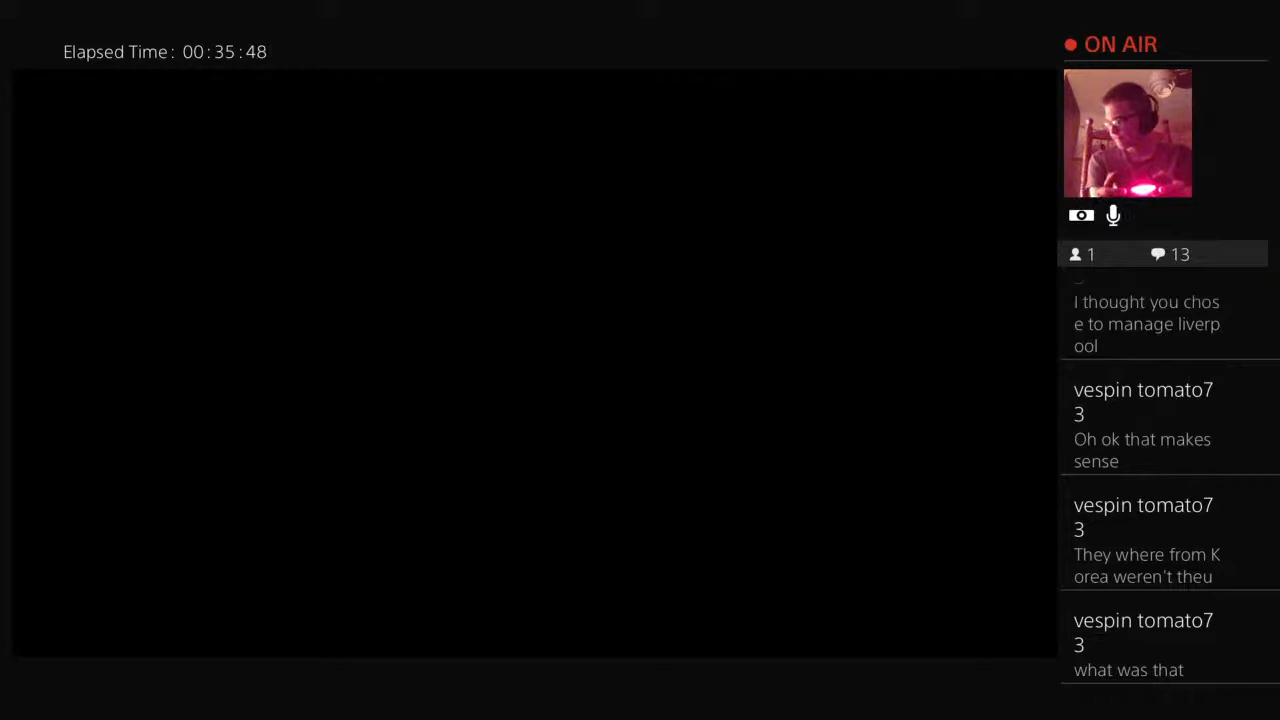 Elapsed Time: 00:35:48
ON AIR
1 13
I thought you chos
e to manage liverp
ool
vespin tomato7
3
Oh ok that makes
sense
vespin tomato7
3
They where from K
orea weren't theu
vespin tomato7
3
what was that